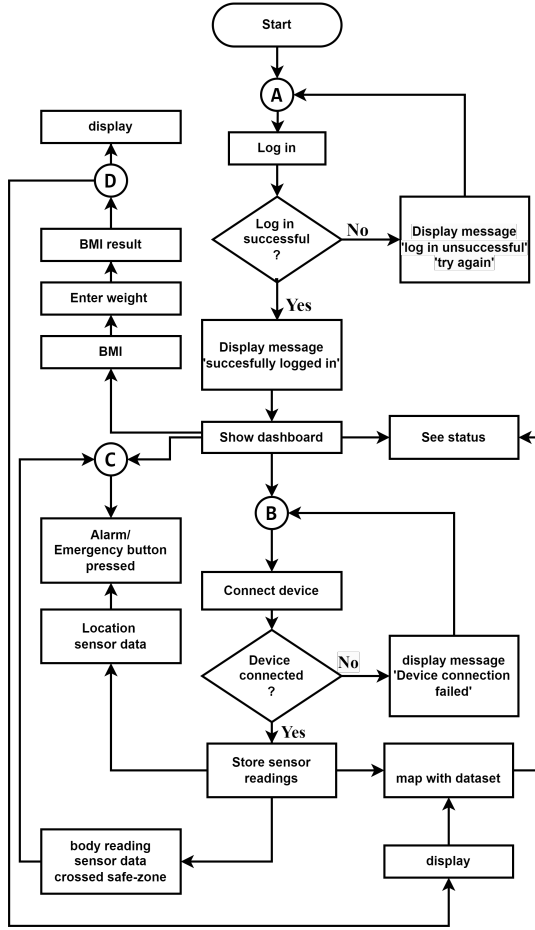 Start
A
Log in
Log in
successful
?
No
Display message
'log in unsuccessful'
'try again'
Yes
Display message
'succesfully logged in'
display
D
BMI result
Enter weight
BMI
Show dashboard
See status
C
B
Alarm/
Emergency button
pressed
Connect device
Location
sensor data
Device
connected
?
No
display message
'Device connection
failed'
Yes
Store sensor
readings
map with dataset
body reading
sensor data
crossed safe-zone
display